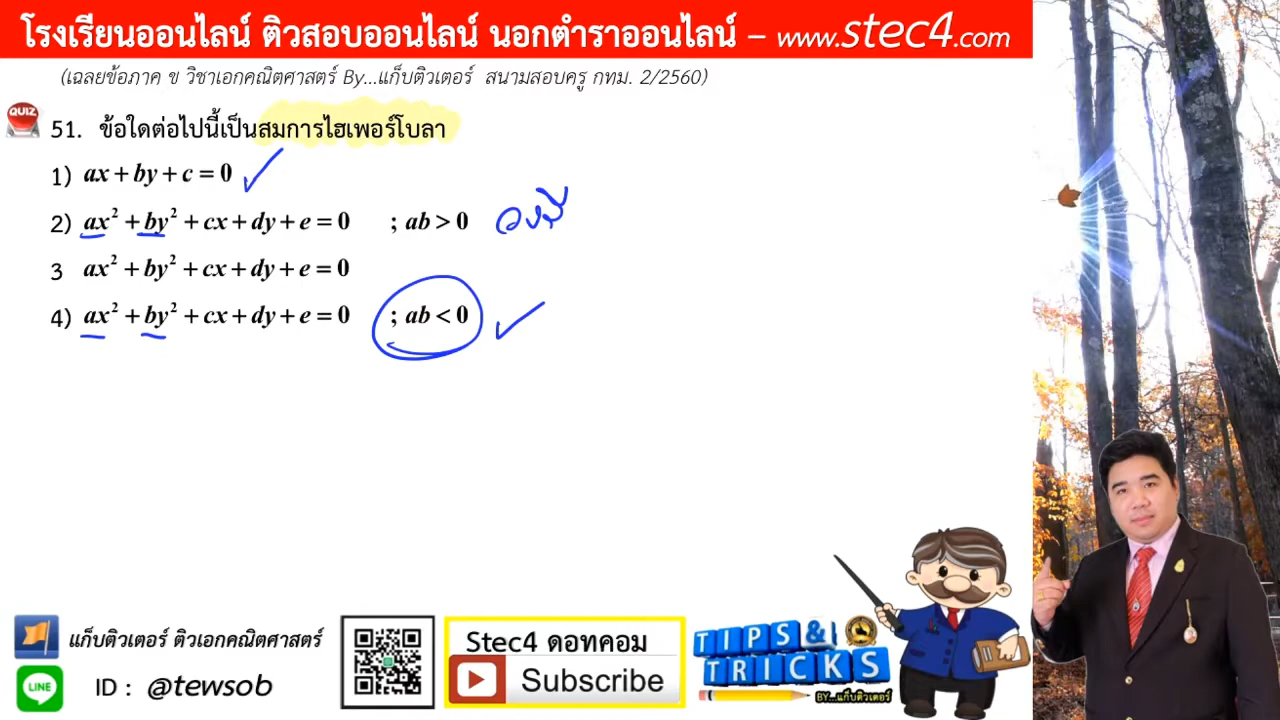 โรงเรียนออนไลน์ ติวสอบออนไลน์ นอกตำราออนไลน์ – www.stec4.com
(เฉลยข้อภาค ข วิชาเอกคณิตศาสตร์ By...แก็บติวเตอร์ สนามสอบครู กทม. 2/2560)
QUIZ
51. ข้อใดต่อไปนี้เป็นสมการไฮเพอร์โบลา
1) ax + by + c = 0
2) ax² + by² + cx + dy + e = 0 ; ab > 0
3 ax² + by² + cx + dy + e = 0
4) ax² + by² + cx + dy + e = 0 ; ab < 0
แก็บติวเตอร์ ติวเอกคณิตศาสตร์
LINE
ID : @tewsob
Stec4 ดอทคอม
Subscribe
TIPS &
TRICKS
BY...แก็บติวเตอร์